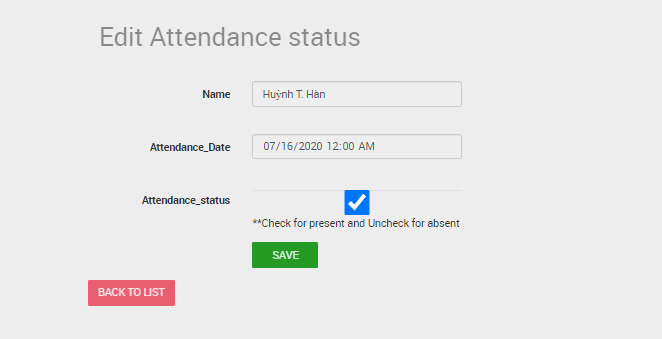 Edit Attendance status
Name
Huỳnh T. Hàn
Attendance_Date
07/16/2020 12:00 AM
Attendance_status
**Check for present and Uncheck for absent
SAVE
BACK TO LIST